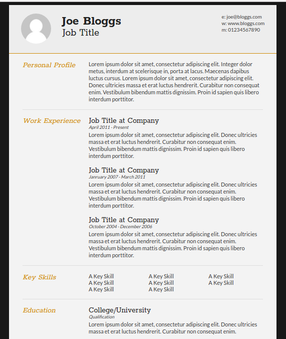 Joe Bloggs
Job Title
e: joe@bloggs.com
w: www.bloggs.com
m: 01234567890
Personal Profile
Lorem ipsum dolor sit amet, consectetur adipiscing elit. Integer dolor
metus, interdum at scelerisque in, porta at lacus. Maecenas dapibus
luctus cursus. Lorem ipsum dolor sit amet, consectetur adipiscing elit.
Donec ultricies massa et erat luctus hendrerit. Curabitur non consequat
enim. Vestibulum bibendum mattis dignissim. Proin id sapien quis libero
interdum porttitor.
Work Experience
Job Title at Company
April 2011 - Present
Lorem ipsum dolor sit amet, consectetur adipiscing elit. Donec ultricies
massa et erat luctus hendrerit. Curabitur non consequat enim.
Vestibulum bibendum mattis dignissim. Proin id sapien quis libero
interdum porttitor.
Job Title at Company
January 2007 - March 2011
Lorem ipsum dolor sit amet, consectetur adipiscing elit. Donec ultricies
massa et erat luctus hendrerit. Curabitur non consequat enim.
Vestibulum bibendum mattis dignissim. Proin id sapien quis libero
interdum porttitor.
Job Title at Company
October 2004 - December 2006
Lorem ipsum dolor sit amet, consectetur adipiscing elit. Donec ultricies
massa et erat luctus hendrerit. Curabitur non consequat enim.
Vestibulum bibendum mattis dignissim. Proin id sapien quis libero
interdum porttitor.
Key Skills
A Key Skill A Key Skill A Key Skill
A Key Skill A Key Skill A Key Skill
A Key Skill A Key Skill
Education
College/University
Qualification
Lorem ipsum dolor sit amet, consectetur adipiscing elit. Donec ultricies
massa et erat luctus hendrerit. Curabitur non consequat enim.